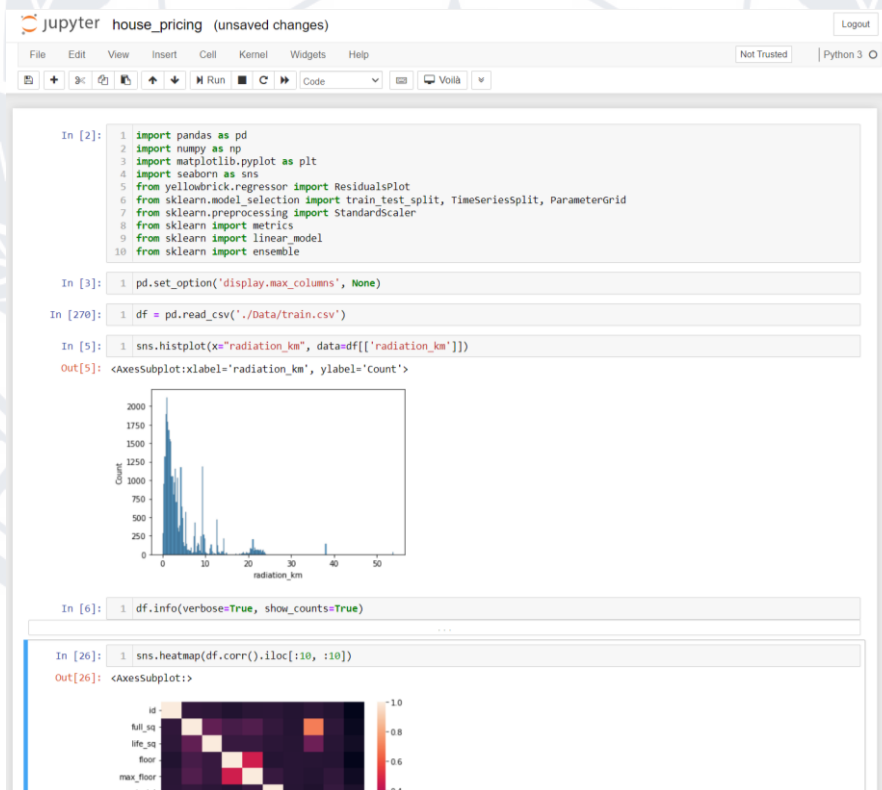 jupyter house_pricing (unsaved changes)
Logout
File Edit View Insert Cell Kernel Widgets Help
Not Trusted
Python 3
Run
Code
Voilà
In [2]:
1 import pandas as pd
2 import numpy as np
3 import matplotlib.pyplot as plt
4 import seaborn as sns
5 from yellowbrick.regressor import ResidualsPlot
6 from sklearn.model_selection import train_test_split, TimeSeriesSplit, ParameterGrid
7 from sklearn.preprocessing import StandardScaler
8 from sklearn import metrics
9 from sklearn import linear_model
10 from sklearn import ensemble
In [3]:
1 pd.set_option('display.max_columns', None)
In [270]:
1 df = pd.read_csv('./Data/train.csv')
In [5]:
1 sns.histplot(x="radiation_km", data=df[['radiation_km']])
Out[5]: <AxesSubplot:xlabel='radiation_km', ylabel='Count'>
2000
1750
1500
1250
1000
750
500
250
0
Count
0 10 20 30 40 50
radiation_km
In [6]:
1 df.info(verbose=True, show_counts=True)
...
In [26]:
1 sns.heatmap(df.corr().iloc[:10, :10])
Out[26]: <AxesSubplot:>
id
full_sq
life_sq
floor
max_floor
1.0
0.8
0.6